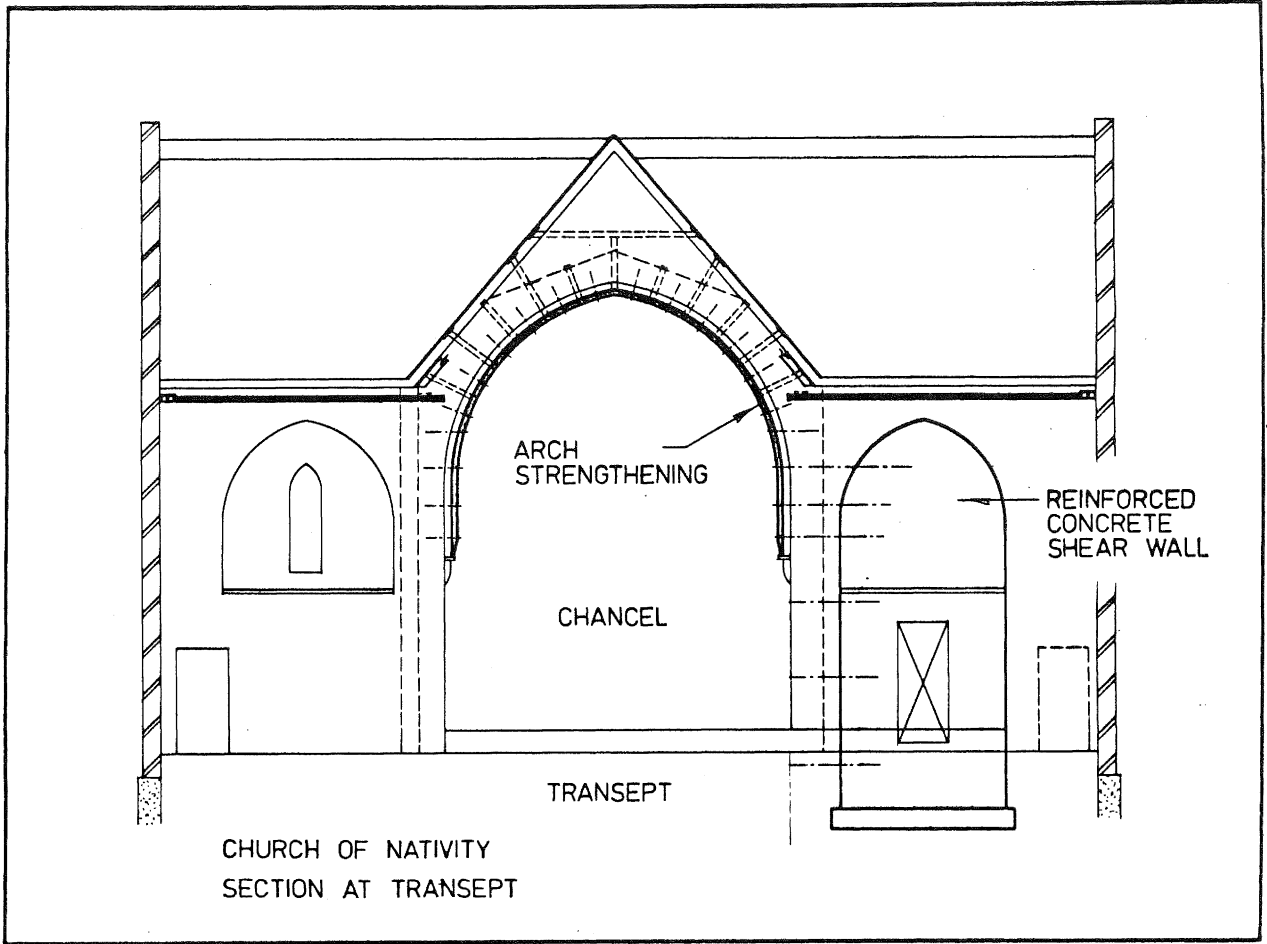 ARCH
STRENGTHENING
REINFORCED
CONCRETE
SHEAR WALL
CHANCEL
TRANSEPT
CHURCH OF NATIVITY
SECTION AT TRANSEPT